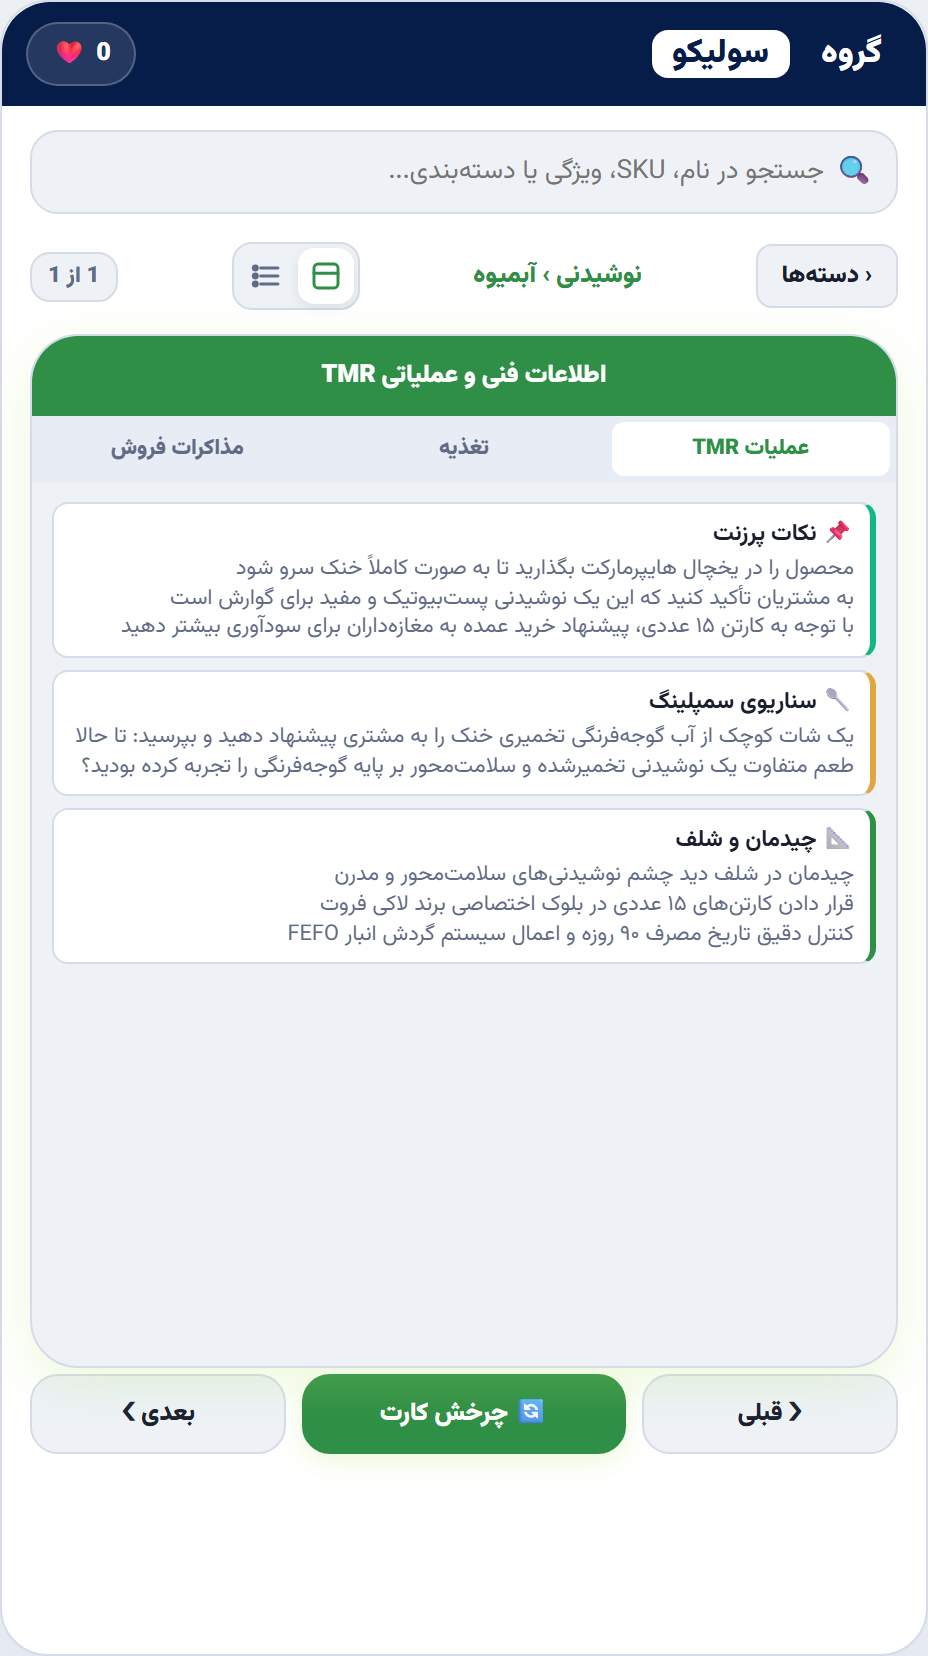 گروه سولیکو
0
جستجو در نام، SKU، ویژگی یا دسته‌بندی...
‹ دسته‌ها
نوشیدنی › آبمیوه
1 از 1
اطلاعات فنی و عملیاتی TMR
عملیات TMR
تغذیه
مذاکرات فروش
نکات پرزنت
محصول را در یخچال هایپرمارکت بگذارید تا به صورت کاملاً خنک سرو شود
به مشتریان تأکید کنید که این یک نوشیدنی پست‌بیوتیک و مفید برای گوارش است
با توجه به کارتن ۱۵ عددی، پیشنهاد خرید عمده به مغازه‌داران برای سودآوری بیشتر دهید
سناریوی سمپلینگ
یک شات کوچک از آب گوجه‌فرنگی تخمیری خنک را به مشتری پیشنهاد دهید و بپرسید: تا حالا
طعم متفاوت یک نوشیدنی تخمیرشده و سلامت‌محور بر پایه گوجه‌فرنگی را تجربه کرده بودید؟
چیدمان و شلف
چیدمان در شلف دید چشم نوشیدنی‌های سلامت‌محور و مدرن
قرار دادن کارتن‌های ۱۵ عددی در بلوک اختصاصی برند لاکی فروت
کنترل دقیق تاریخ مصرف ۹۰ روزه و اعمال سیستم گردش انبار FEFO
❮ قبلی
چرخش کارت
بعدی ❯